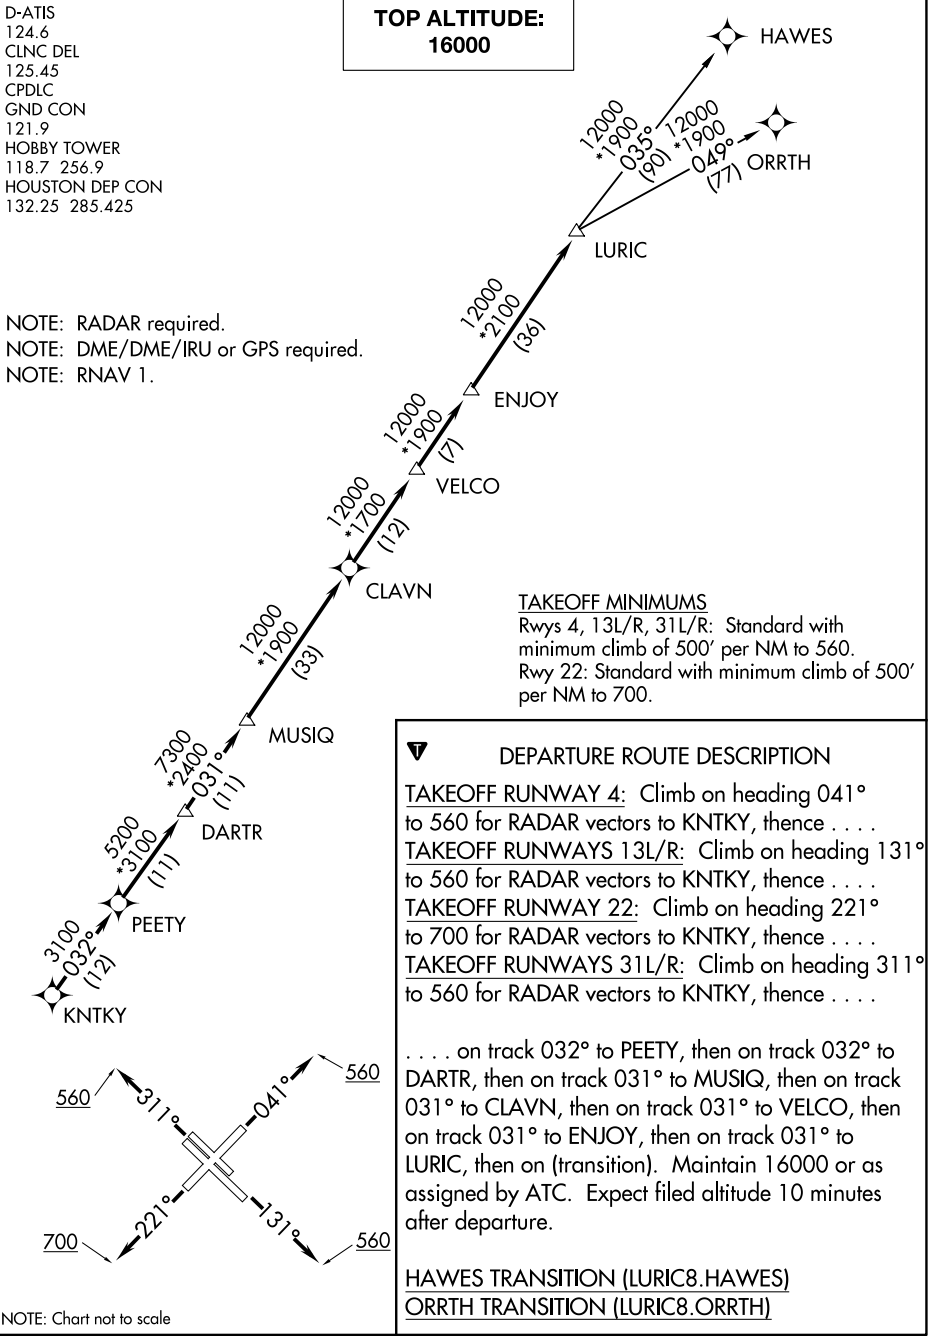 D-ATIS
124.6
CLNC DEL
125.45
CPDLC
GND CON
121.9
HOBBY TOWER
118.7 256.9
HOUSTON DEP CON
132.25 285.425
TOP ALTITUDE:
16000
HAWES
12000
*1900
035°
(90)
12000
*1900
049°
(77)
ORRTH
LURIC
NOTE: RADAR required.
NOTE: DME/DME/IRU or GPS required.
NOTE: RNAV 1.
12000
*2100
(36)
ENJOY
12000
*1900
(7)
VELCO
12000
*1700
(12)
CLAVN
12000
*1900
(33)
MUSIQ
7300
*2400
031°
(11)
DARTR
5200
*3100
(11)
PEETY
3100
032°
(12)
KNTKY
TAKEOFF MINIMUMS
Rwys 4, 13L/R, 31L/R: Standard with
minimum climb of 500' per NM to 560.
Rwy 22: Standard with minimum climb of 500'
per NM to 700.
T
DEPARTURE ROUTE DESCRIPTION
TAKEOFF RUNWAY 4: Climb on heading 041°
to 560 for RADAR vectors to KNTKY, thence . . . .
TAKEOFF RUNWAYS 13L/R: Climb on heading 131°
to 560 for RADAR vectors to KNTKY, thence . . . .
TAKEOFF RUNWAY 22: Climb on heading 221°
to 700 for RADAR vectors to KNTKY, thence . . . .
TAKEOFF RUNWAYS 31L/R: Climb on heading 311°
to 560 for RADAR vectors to KNTKY, thence . . . .
. . . . on track 032° to PEETY, then on track 032° to
DARTR, then on track 031° to MUSIQ, then on track
031° to CLAVN, then on track 031° to VELCO, then
on track 031° to ENJOY, then on track 031° to
LURIC, then on (transition). Maintain 16000 or as
assigned by ATC. Expect filed altitude 10 minutes
after departure.
HAWES TRANSITION (LURIC8.HAWES)
ORRTH TRANSITION (LURIC8.ORRTH)
560
311°
041°
560
700
221°
131°
560
NOTE: Chart not to scale